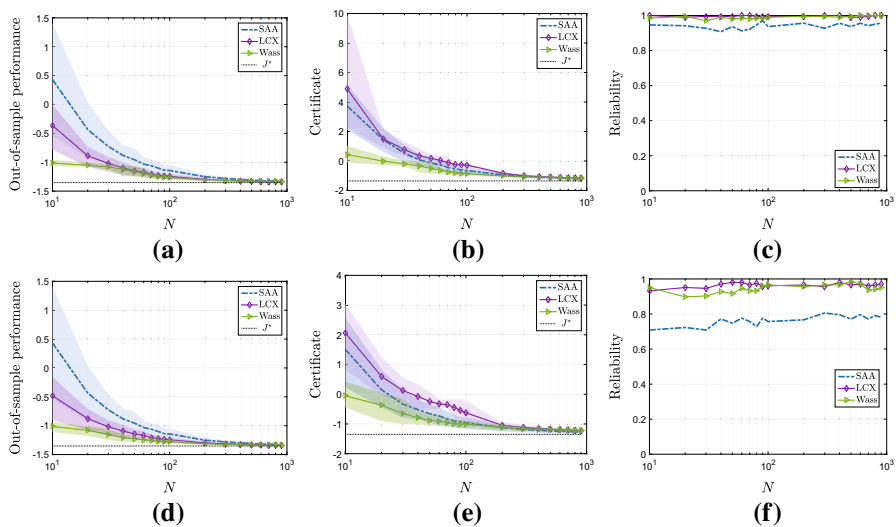 Out-of-sample performance
1.5
1
0.5
0
-0.5
-1
-1.5
10^1
10^2
10^3
N
SAA
LCX
Wass
J*
(a)
Certificate
10
8
6
4
2
0
-2
10^1
10^2
10^3
N
SAA
LCX
Wass
J*
(b)
Reliability
1
0.8
0.6
0.4
0.2
0
10^1
10^2
10^3
N
SAA
LCX
Wass
(c)
Out-of-sample performance
1.5
1
0.5
0
-0.5
-1
-1.5
10^1
10^2
10^3
N
SAA
LCX
Wass
J*
(d)
Certificate
4
3
2
1
0
-1
-2
10^1
10^2
10^3
N
SAA
LCX
Wass
J*
(e)
Reliability
1
0.8
0.6
0.4
0.2
0
10^1
10^2
10^3
N
SAA
LCX
Wass
(f)